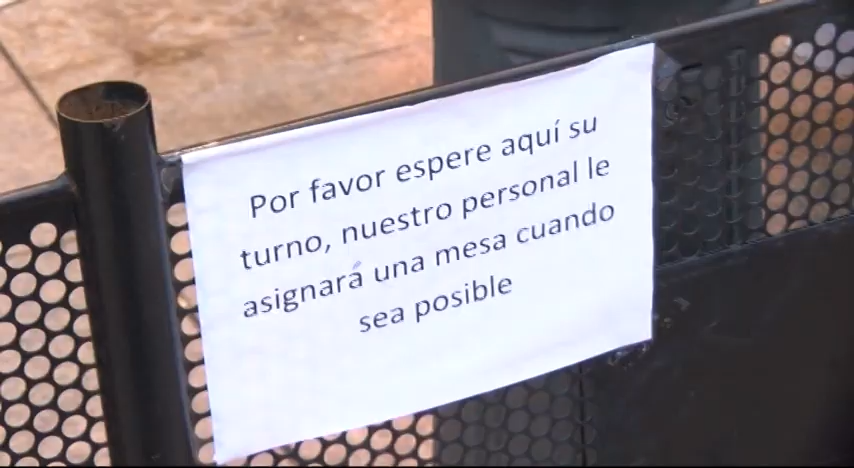 Por favor espere aquí su
turno, nuestro personal le
asignará una mesa cuando
sea posible